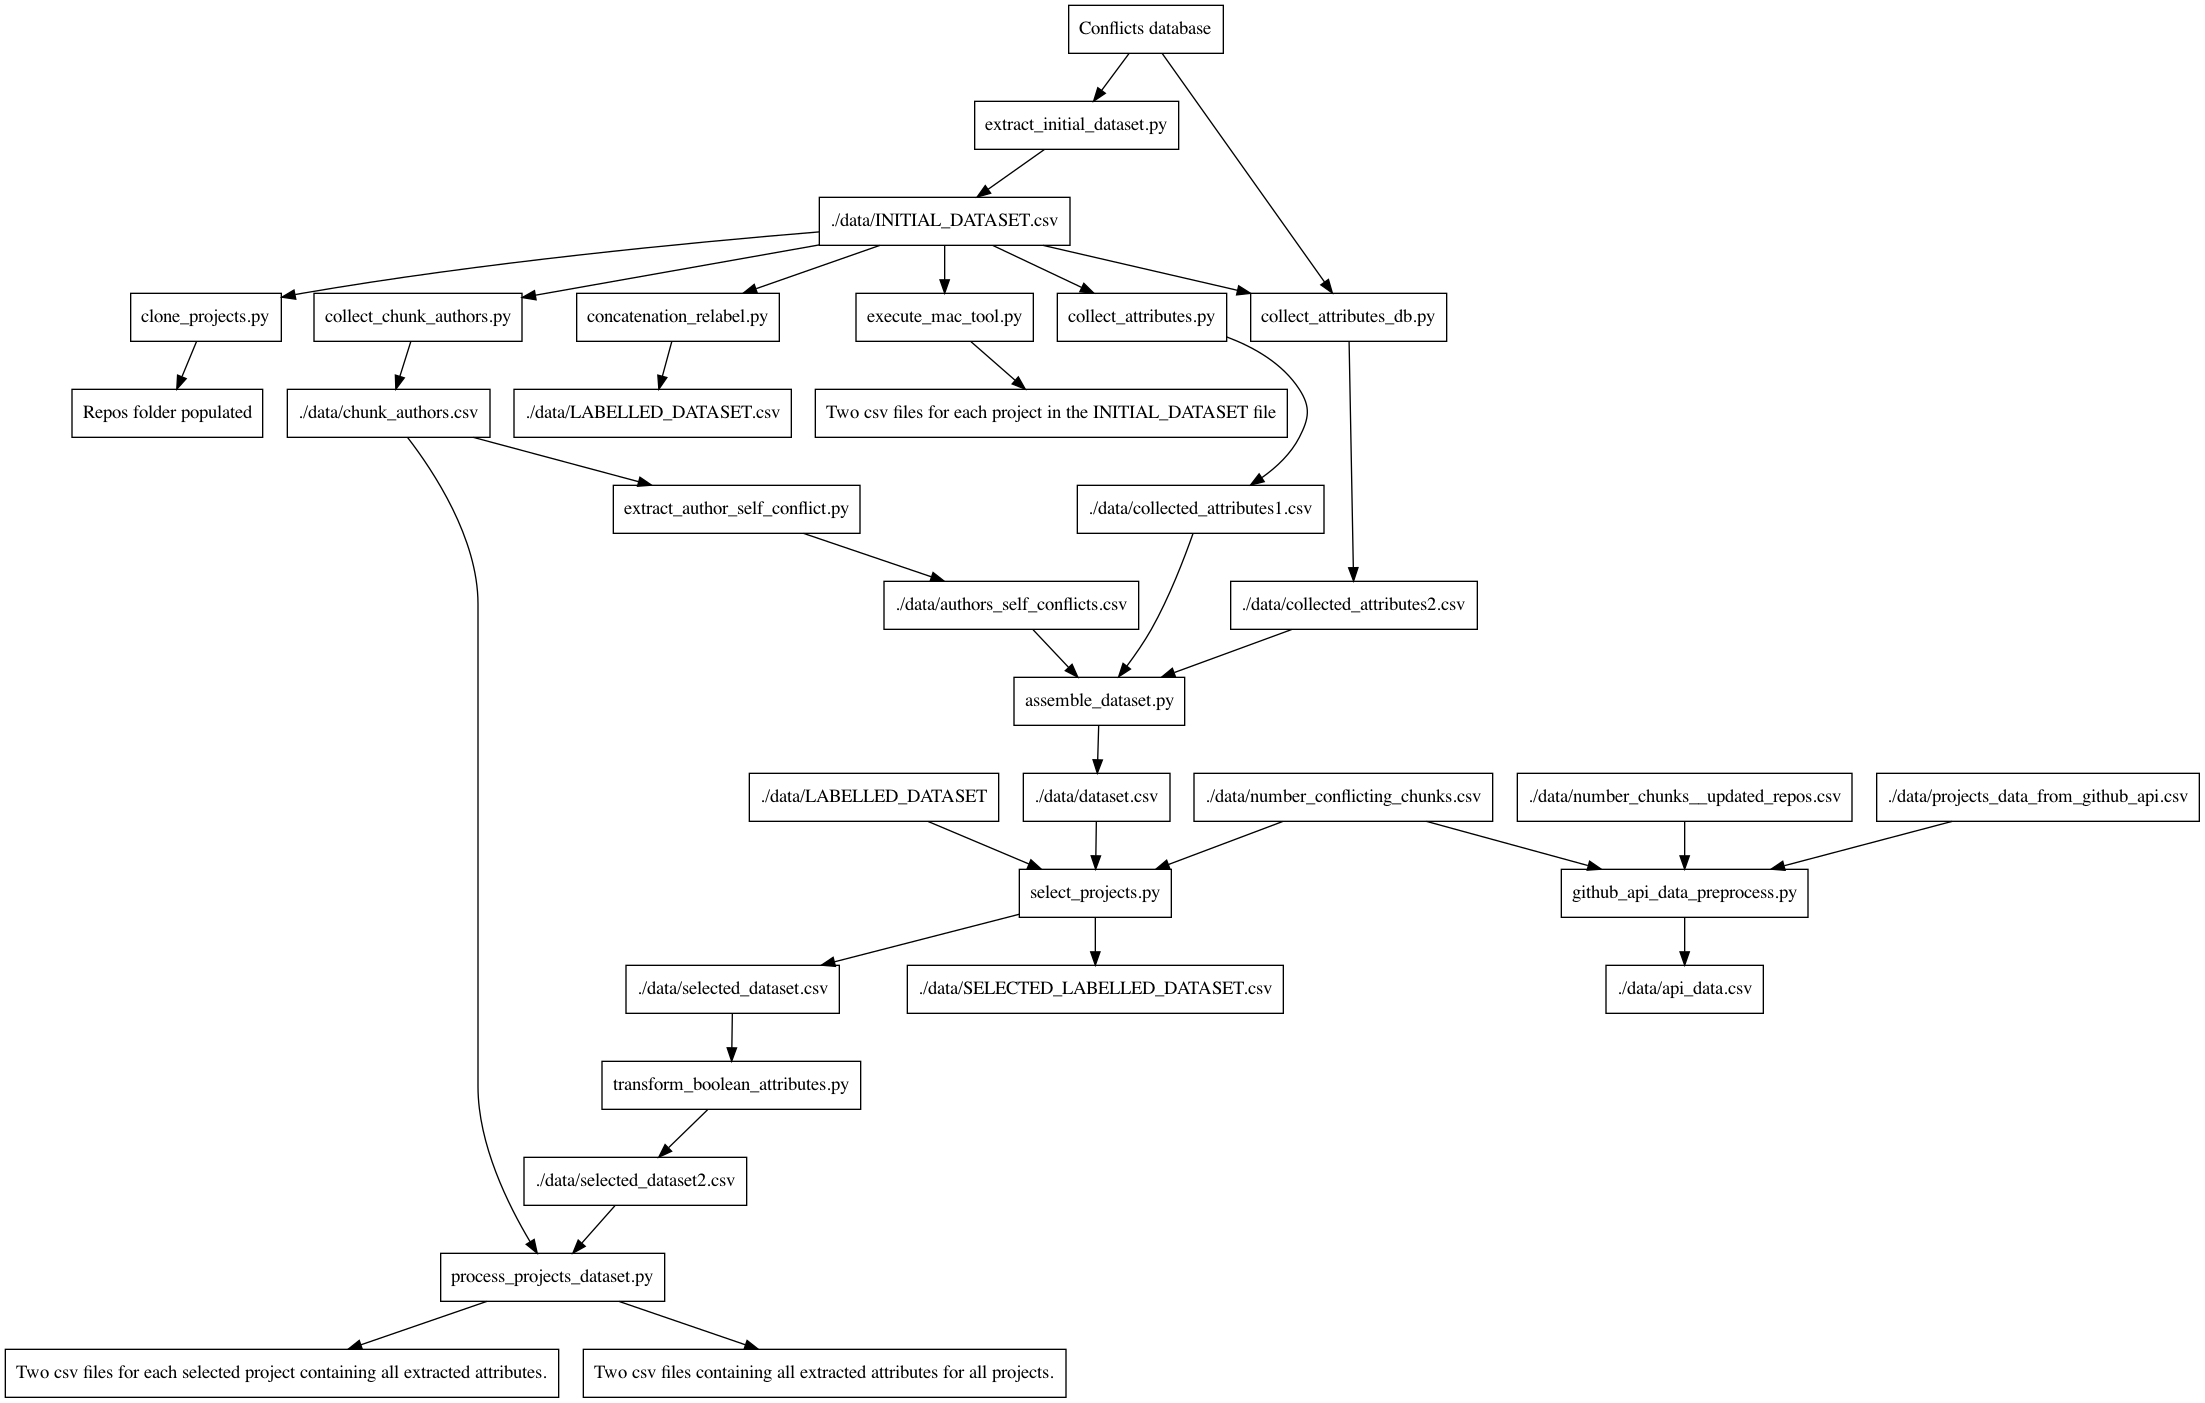 Conflicts database
extract_initial_dataset.py
./data/INITIAL_DATASET.csv
clone_projects.py
collect_chunk_authors.py
concatenation_relabel.py
execute_mac_tool.py
collect_attributes.py
collect_attributes_db.py
Repos folder populated
./data/chunk_authors.csv
./data/LABELLED_DATASET.csv
Two csv files for each project in the INITIAL_DATASET file
extract_author_self_conflict.py
./data/collected_attributes1.csv
./data/authors_self_conflicts.csv
./data/collected_attributes2.csv
assemble_dataset.py
./data/LABELLED_DATASET
./data/dataset.csv
./data/number_conflicting_chunks.csv
./data/number_chunks__updated_repos.csv
./data/projects_data_from_github_api.csv
select_projects.py
github_api_data_preprocess.py
./data/selected_dataset.csv
./data/SELECTED_LABELLED_DATASET.csv
./data/api_data.csv
transform_boolean_attributes.py
./data/selected_dataset2.csv
process_projects_dataset.py
Two csv files for each selected project containing all extracted attributes.
Two csv files containing all extracted attributes for all projects.